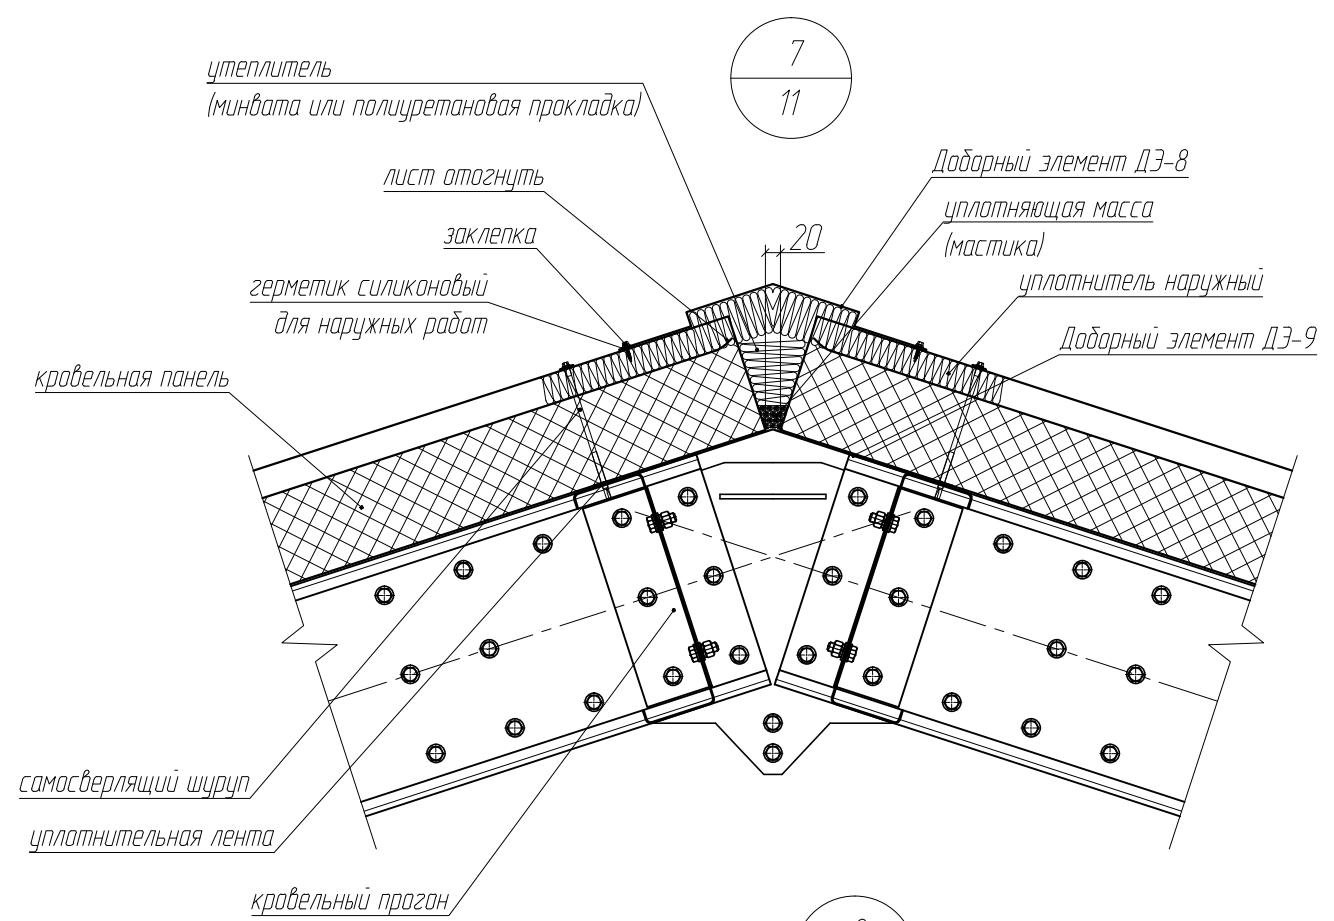 7
11
утеплитель
(минвата или полиуретановая прокладка)
лист отогнуть
заклепка
герметик силиконовый
для наружных работ
кровельная панель
20
Доборный элемент ДЭ-8
уплотняющая масса
(мастика)
уплотнитель наружный
Доборный элемент ДЭ-9
самосверлящий шуруп
уплотнительная лента
кровельный прогон